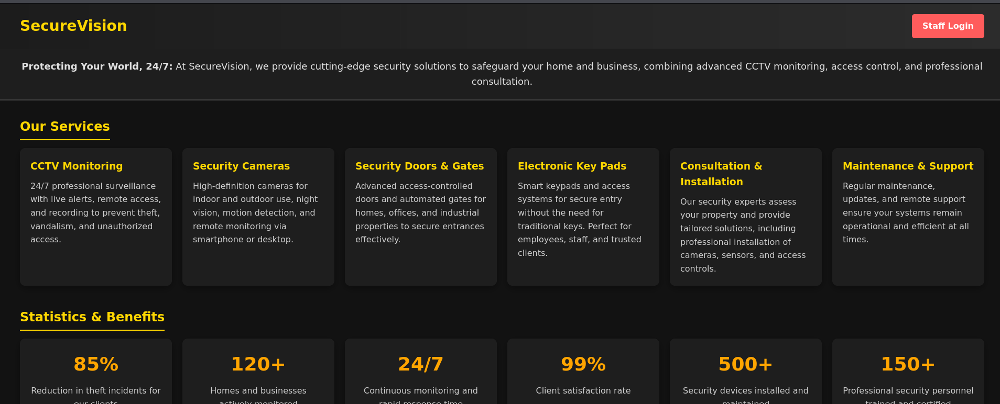 SecureVision
Staff Login
Protecting Your World, 24/7: At SecureVision, we provide cutting-edge security solutions to safeguard your home and business, combining advanced CCTV monitoring, access control, and professional
consultation.
Our Services
CCTV Monitoring
24/7 professional surveillance
with live alerts, remote access,
and recording to prevent theft,
vandalism, and unauthorized
access.
Security Cameras
High-definition cameras for
indoor and outdoor use, night
vision, motion detection, and
remote monitoring via
smartphone or desktop.
Security Doors & Gates
Advanced access-controlled
doors and automated gates for
homes, offices, and industrial
properties to secure entrances
effectively.
Electronic Key Pads
Smart keypads and access
systems for secure entry
without the need for
traditional keys. Perfect for
employees, staff, and trusted
clients.
Consultation &
Installation
Our security experts assess
your property and provide
tailored solutions, including
professional installation of
cameras, sensors, and access
controls.
Maintenance & Support
Regular maintenance,
updates, and remote support
ensure your systems remain
operational and efficient at all
times.
Statistics & Benefits
85%
Reduction in theft incidents for
our clients
120+
Homes and businesses
actively monitored
24/7
Continuous monitoring and
rapid response time
99%
Client satisfaction rate
500+
Security devices installed and
maintained
150+
Professional security personnel
trained and certified